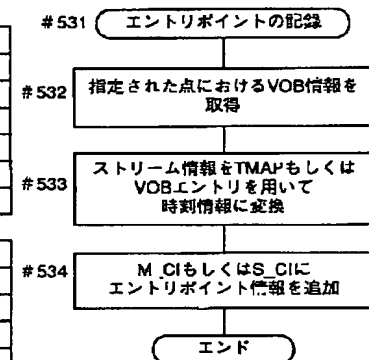 #531 エントリポイントの記録
#532 指定された点におけるVOB情報を
取得
#533 ストリーム情報をTMAPもしくは
VOBエントリを用いて
時刻情報に変換
#534 M_CIもしくはS_CIに
エントリポイント情報を追加
エンド